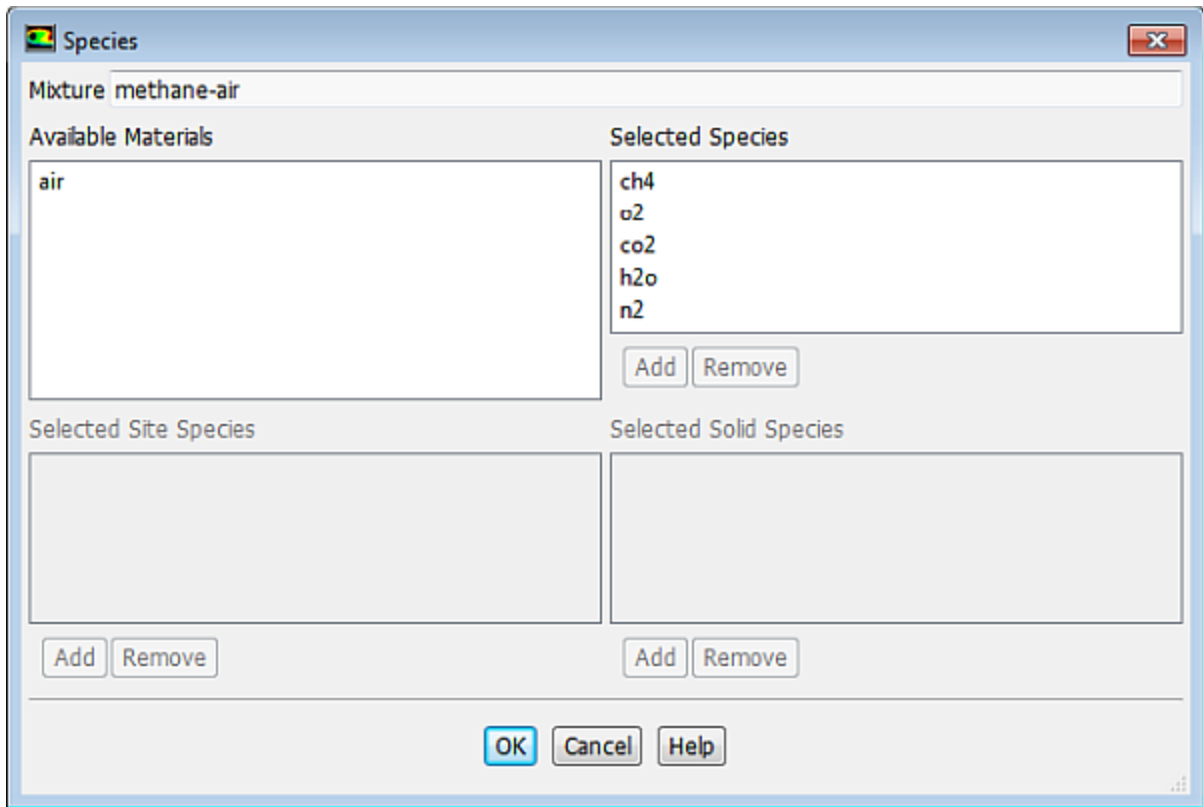 Species
Mixture methane-air
Available Materials
Selected Species
air
ch4
o2
co2
h2o
n2
Add Remove
Selected Site Species
Selected Solid Species
Add Remove
Add Remove
OK Cancel Help